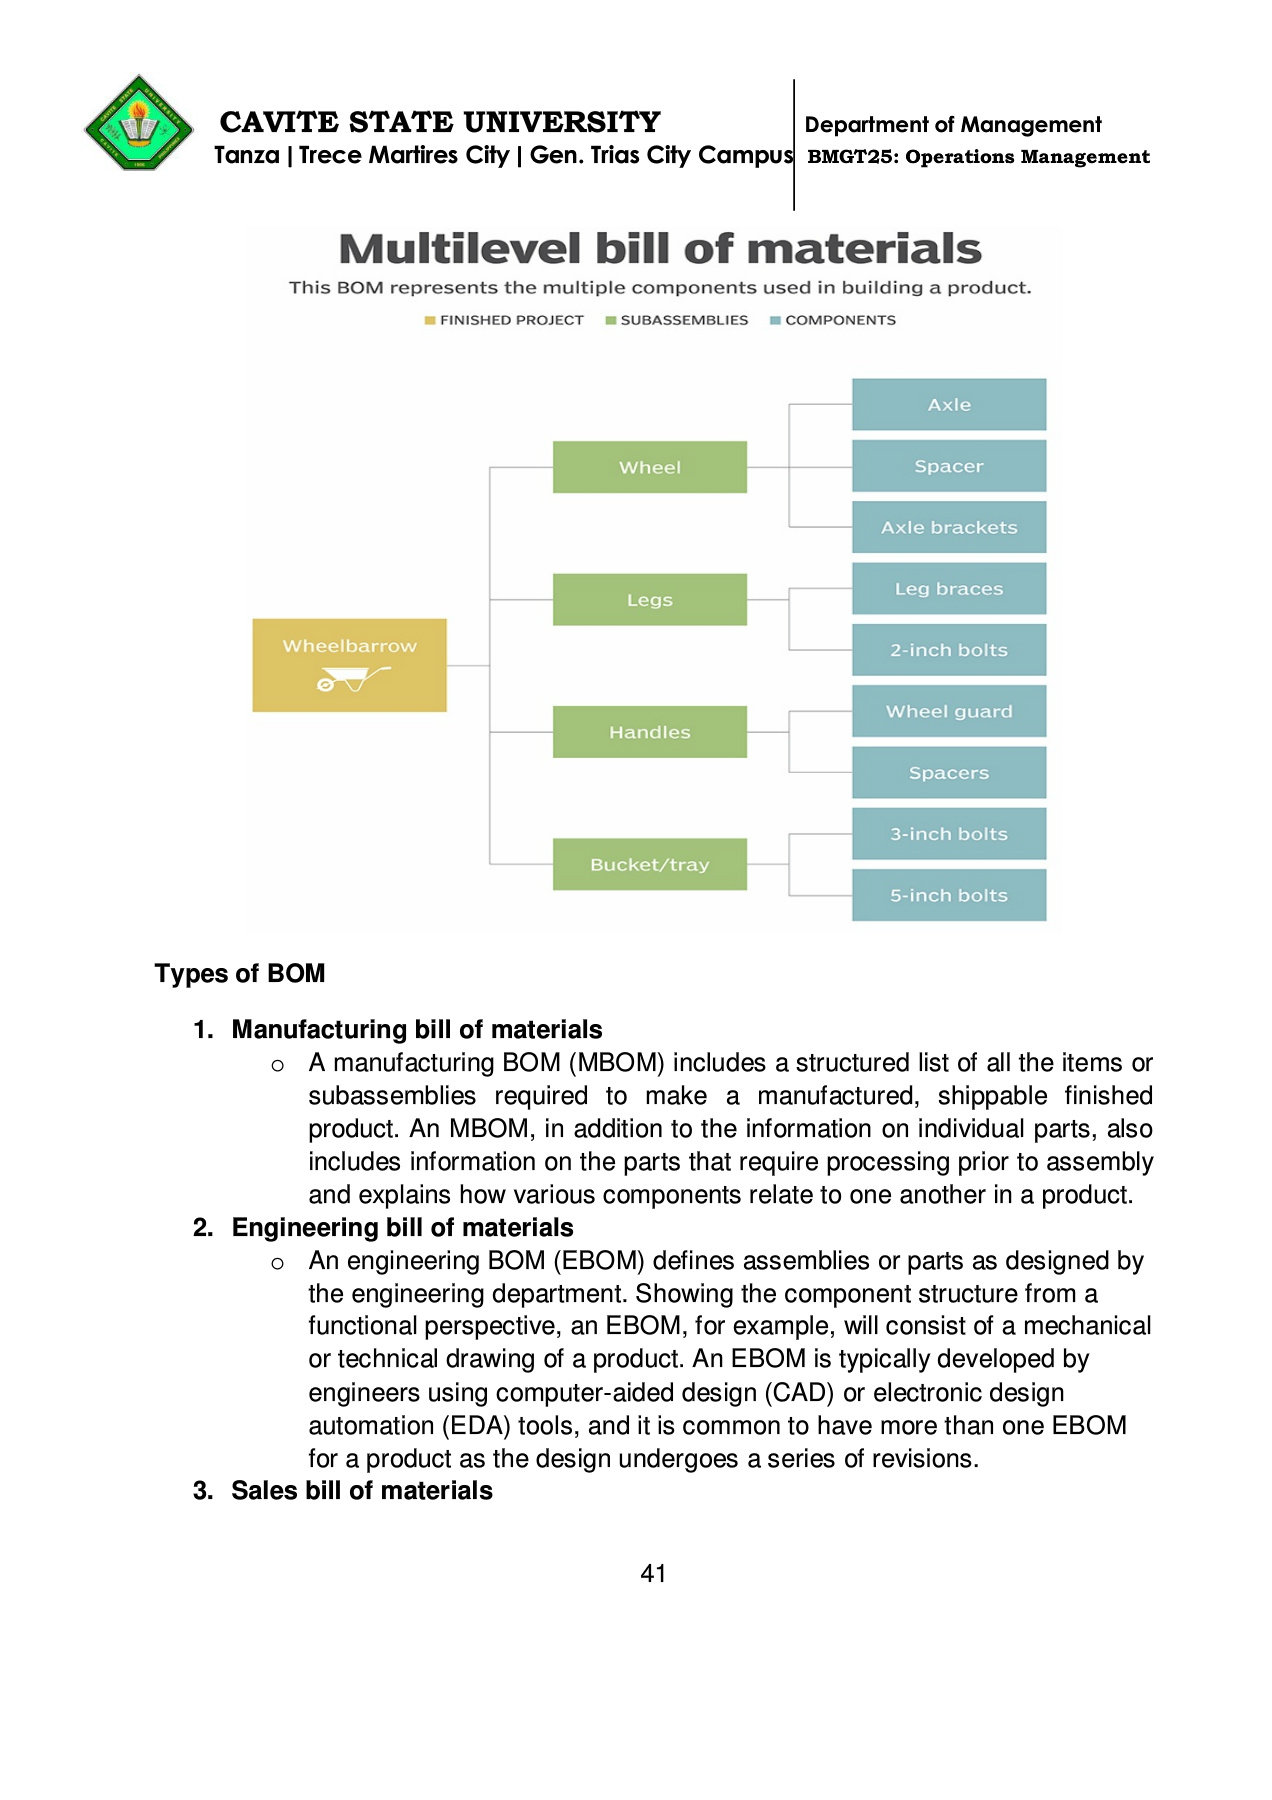 CAVITE STATE UNIVERSITY
Tanza | Trece Martires City | Gen. Trias City Campus
Department of Management
BMGT25: Operations Management
Multilevel bill of materials
This BOM represents the multiple components used in building a product.
FINISHED PROJECT SUBASSEMBLIES COMPONENTS
Wheelbarrow
Wheel
Axle
Spacer
Axle brackets
Legs
Leg braces
2-inch bolts
Handles
Wheel guard
Spacers
Bucket/tray
3-inch bolts
5-inch bolts
Types of BOM
1. Manufacturing bill of materials
o A manufacturing BOM (MBOM) includes a structured list of all the items or
subassemblies required to make a manufactured, shippable finished
product. An MBOM, in addition to the information on individual parts, also
includes information on the parts that require processing prior to assembly
and explains how various components relate to one another in a product.
2. Engineering bill of materials
o An engineering BOM (EBOM) defines assemblies or parts as designed by
the engineering department. Showing the component structure from a
functional perspective, an EBOM, for example, will consist of a mechanical
or technical drawing of a product. An EBOM is typically developed by
engineers using computer-aided design (CAD) or electronic design
automation (EDA) tools, and it is common to have more than one EBOM
for a product as the design undergoes a series of revisions.
3. Sales bill of materials
41